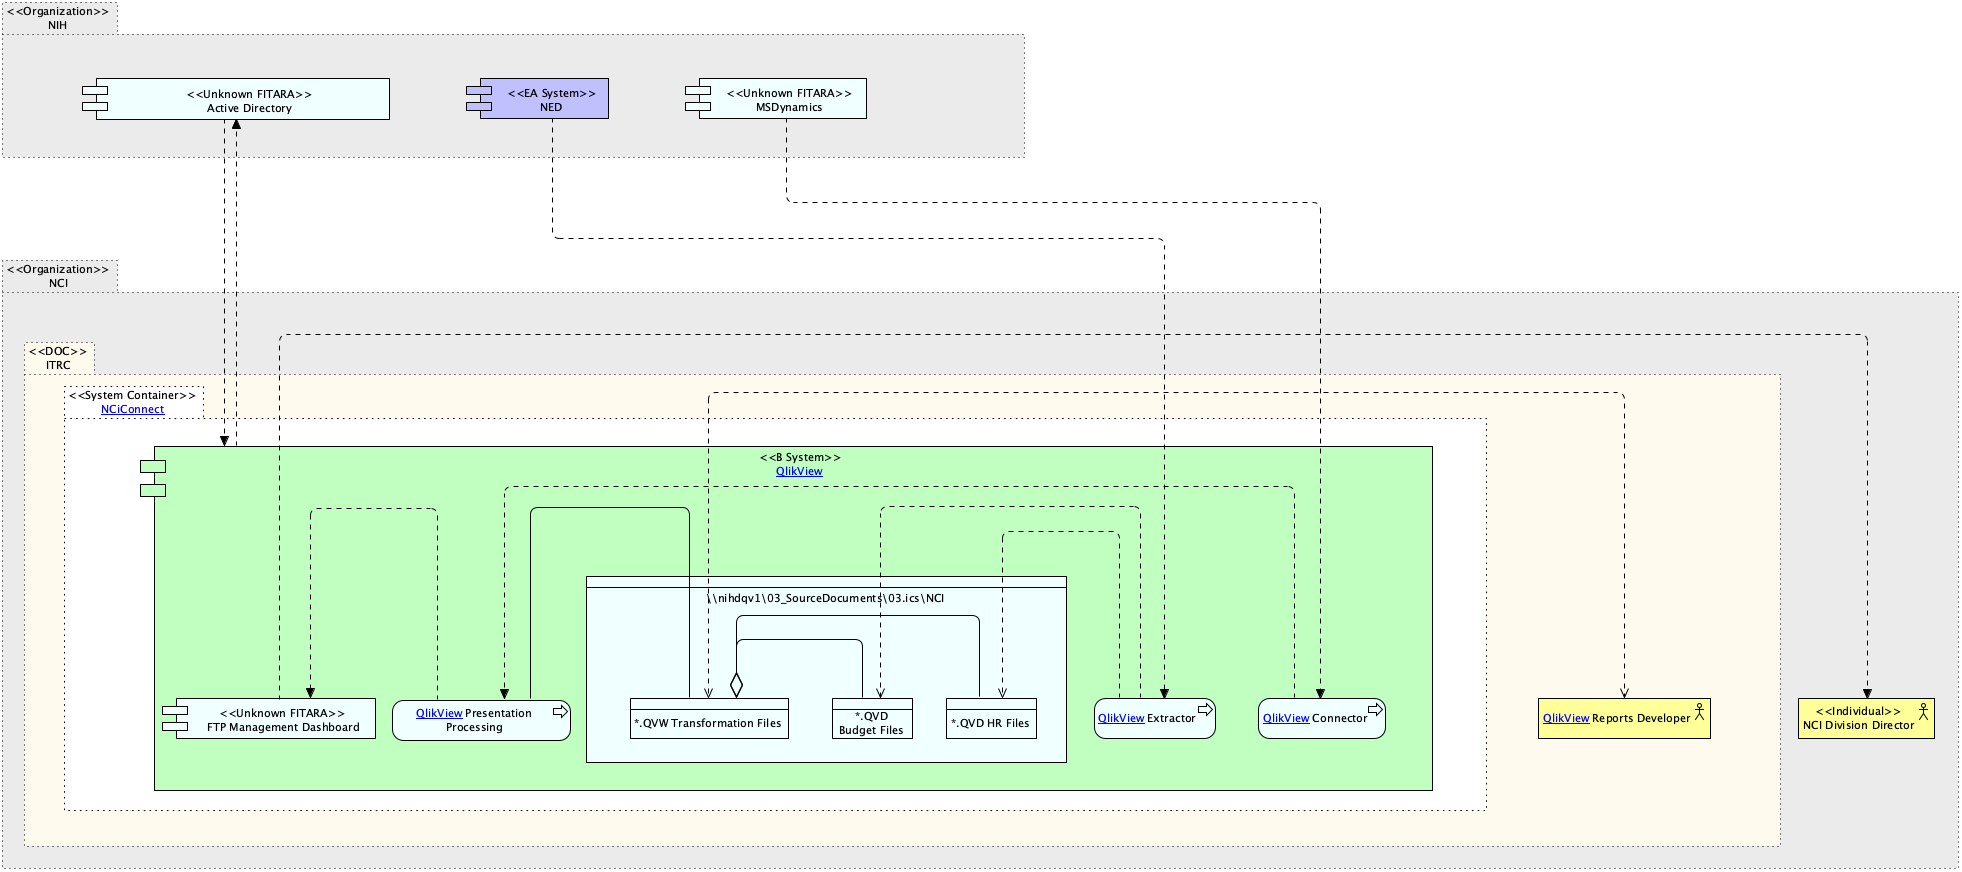 <<Organization>>
NIH
<<Unknown FITARA>>
Active Directory
<<EA System>>
NED
<<Unknown FITARA>>
MSDynamics
<<Organization>>
NCI
<<DOC>>
ITRC
<<System Container>>
NCiConnect
<<B System>>
QlikView
\\nihdqv1\03_SourceDocuments\03.ics\NCI
<<Unknown FITARA>>
FTP Management Dashboard
QlikView Presentation
Processing
*.QVW Transformation Files
*.QVD
Budget Files
*.QVD HR Files
QlikView Extractor
QlikView Connector
QlikView Reports Developer
<<Individual>>
NCI Division Director